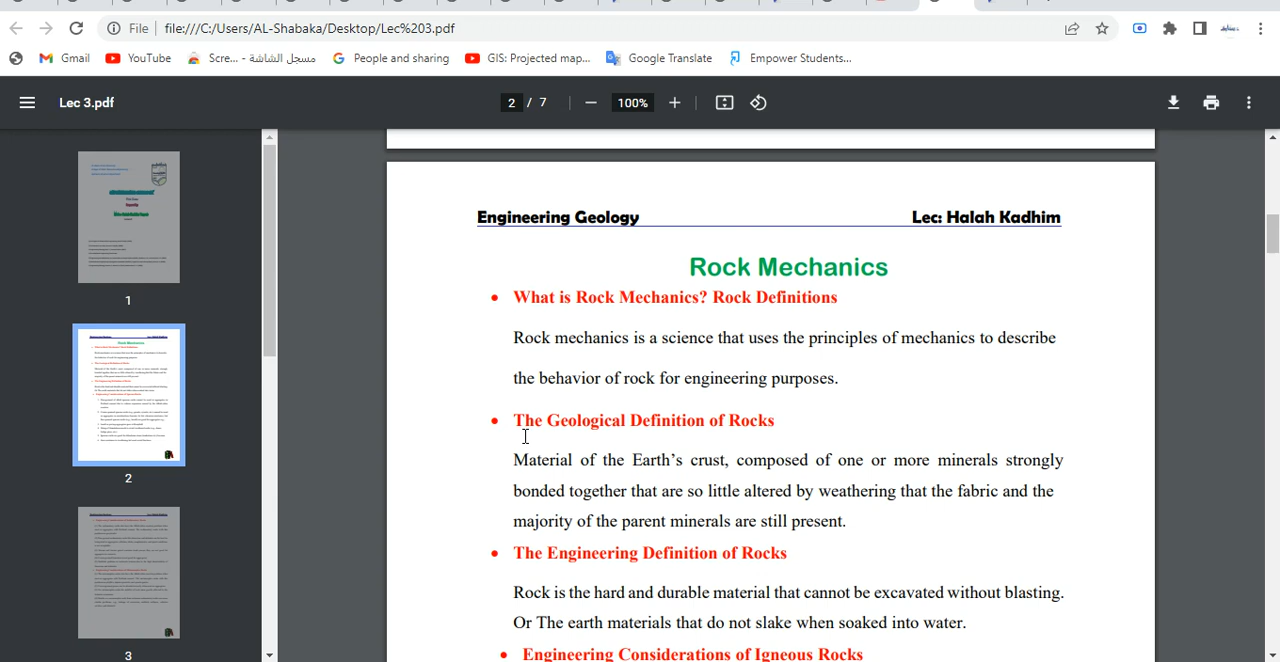 File | file:///C:/Users/AL-Shabaka/Desktop/Lec%203.pdf
Gmail YouTube Scre... - مسجل الشاشة People and sharing GIS: Projected map... Google Translate Empower Students...
Lec 3.pdf 2 / 7 100%
1
2
3
Engineering Geology Lec: Halah Kadhim
Rock Mechanics
• What is Rock Mechanics? Rock Definitions
Rock mechanics is a science that uses the principles of mechanics to describe
the behavior of rock for engineering purposes.
• The Geological Definition of Rocks
Material of the Earth's crust, composed of one or more minerals strongly
bonded together that are so little altered by weathering that the fabric and the
majority of the parent minerals are still present.
• The Engineering Definition of Rocks
Rock is the hard and durable material that cannot be excavated without blasting.
Or The earth materials that do not slake when soaked into water.
• Engineering Considerations of Igneous Rocks